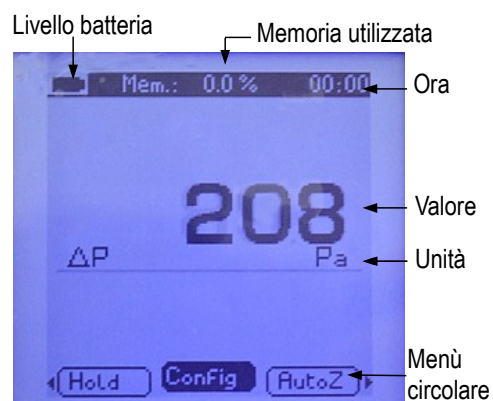 Livello batteria
Memoria utilizzata
Mem.: 0.0 % 00:00
Ora
208
Valore
ΔP Pa
Unità
Hold Config AutoZ
Menù
circolare